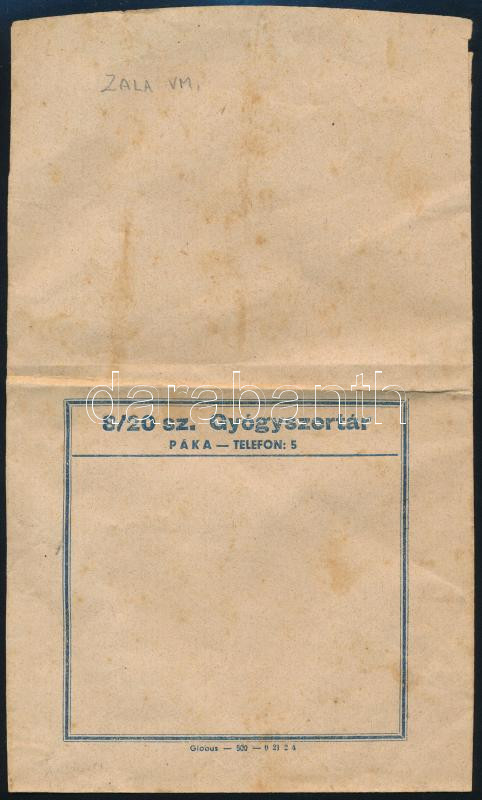 ZALA VM.
darabanth
8/20 sz. Gyógyszertár
PÁKA — TELEFON: 5
Globus — 500 — 0 21 2 4